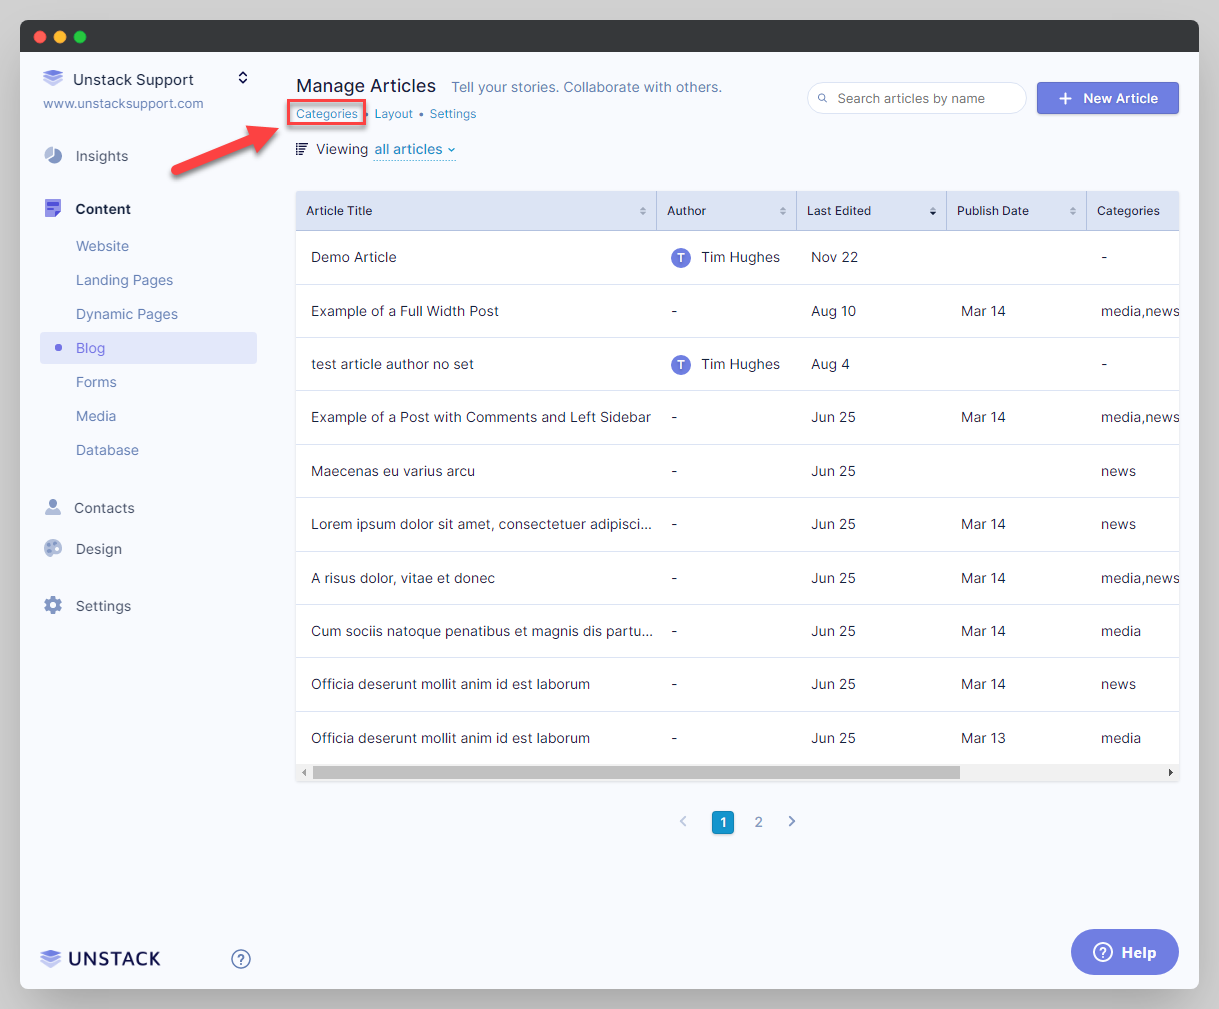 Unstack Support
www.unstacksupport.com
Insights
Content
Website
Landing Pages
Dynamic Pages
Blog
Forms
Media
Database
Contacts
Design
Settings
UNSTACK
?
Manage Articles Tell your stories. Collaborate with others.
Categories • Layout • Settings
Search articles by name
+ New Article
Viewing all articles
Article Title Author Last Edited Publish Date Categories
Demo Article T Tim Hughes Nov 22 -
Example of a Full Width Post - Aug 10 Mar 14 media,news
test article author no set T Tim Hughes Aug 4 -
Example of a Post with Comments and Left Sidebar - Jun 25 Mar 14 media,news
Maecenas eu varius arcu - Jun 25 news
Lorem ipsum dolor sit amet, consectetuer adipisci... - Jun 25 Mar 14 news
A risus dolor, vitae et donec - Jun 25 Mar 14 media,news
Cum sociis natoque penatibus et magnis dis partu... - Jun 25 Mar 14 media
Officia deserunt mollit anim id est laborum - Jun 25 Mar 14 news
Officia deserunt mollit anim id est laborum - Jun 25 Mar 13 media
1 2
? Help